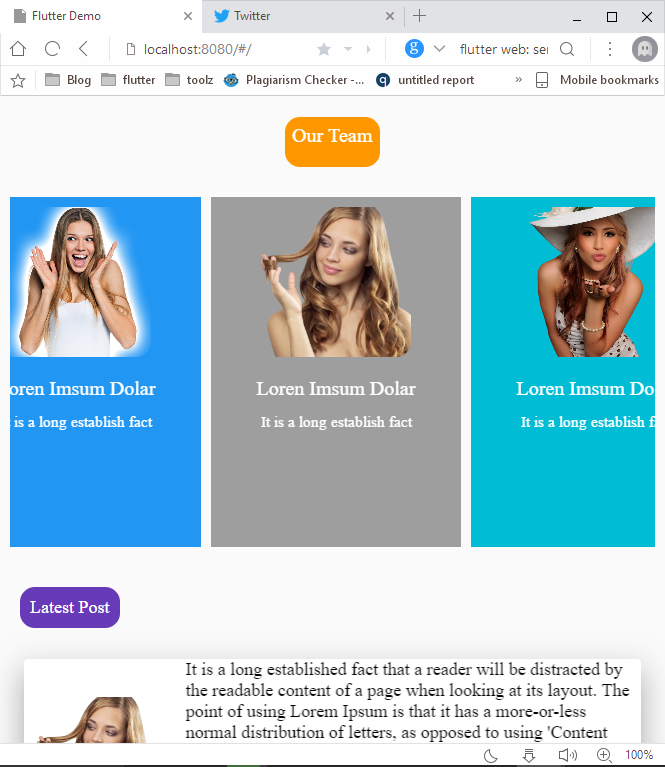 Flutter Demo
Twitter
localhost:8080/#/
g
flutter web: ser
Blog
flutter
toolz
Plagiarism Checker -...
untitled report
»
Mobile bookmarks
Our Team
oren Imsum Dolar
is a long establish fact
Loren Imsum Dolar
It is a long establish fact
Loren Imsum Do
It is a long establish f
Latest Post
It is a long established fact that a reader will be distracted by
the readable content of a page when looking at its layout. The
point of using Lorem Ipsum is that it has a more-or-less
normal distribution of letters, as opposed to using 'Content
100%